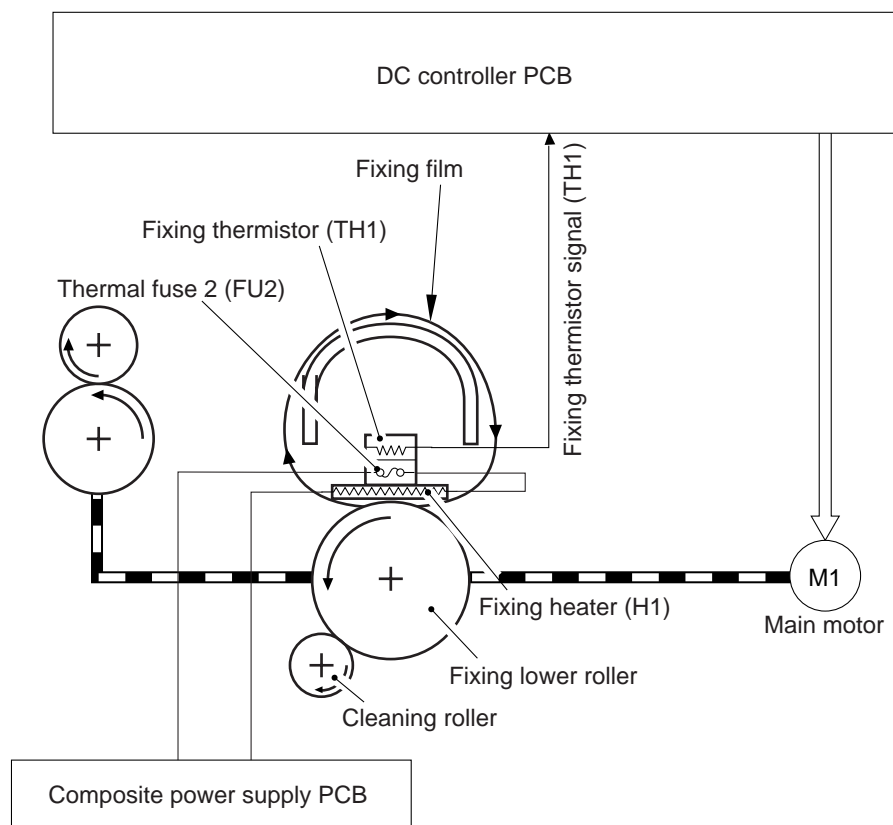 DC controller PCB
Fixing film
Fixing thermistor signal (TH1)
Fixing thermistor (TH1)
Thermal fuse 2 (FU2)
M1
Fixing heater (H1)
Main motor
Fixing lower roller
Cleaning roller
Composite power supply PCB